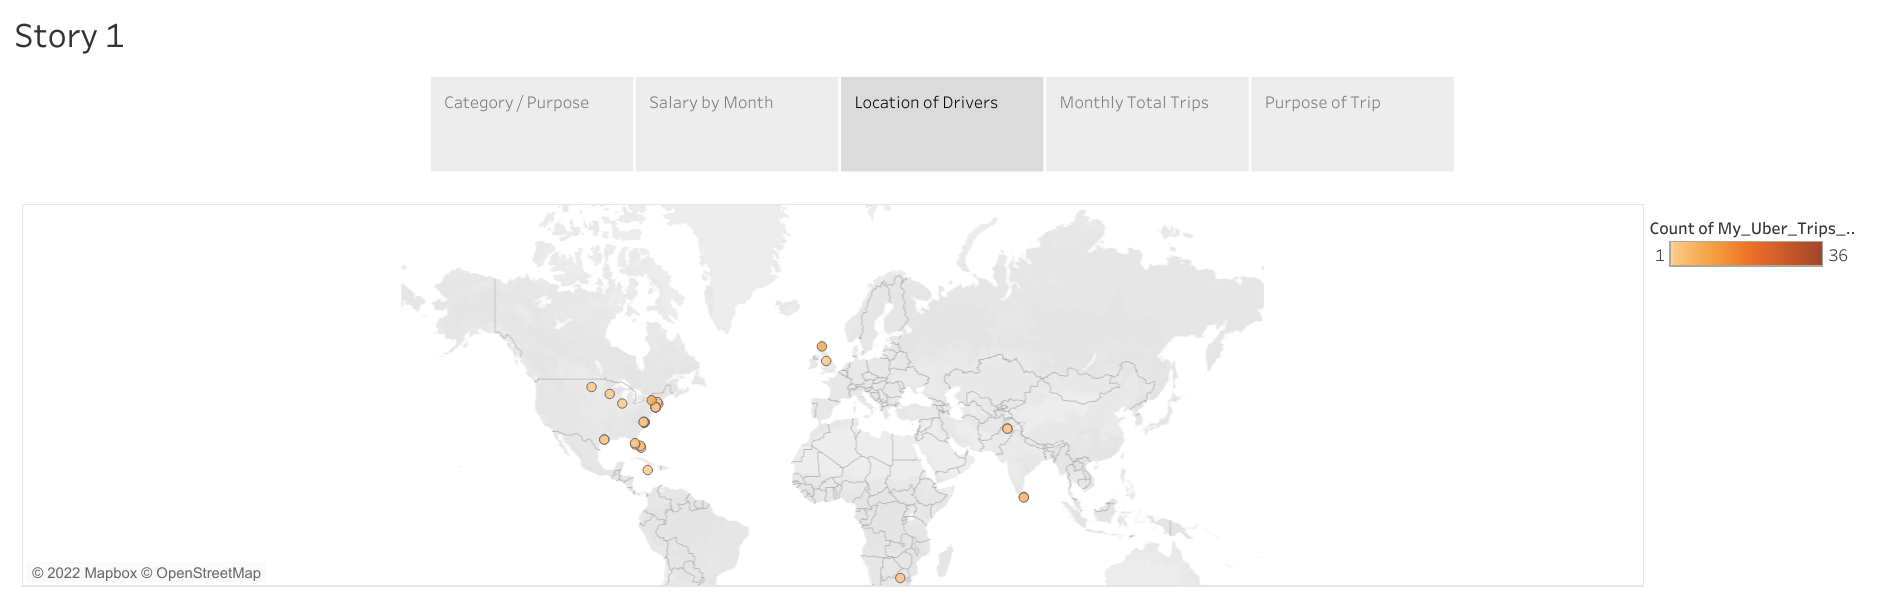 Story 1
Category / Purpose
Salary by Month
Location of Drivers
Monthly Total Trips
Purpose of Trip
Count of My_Uber_Trips_..
1
36
© 2022 Mapbox © OpenStreetMap